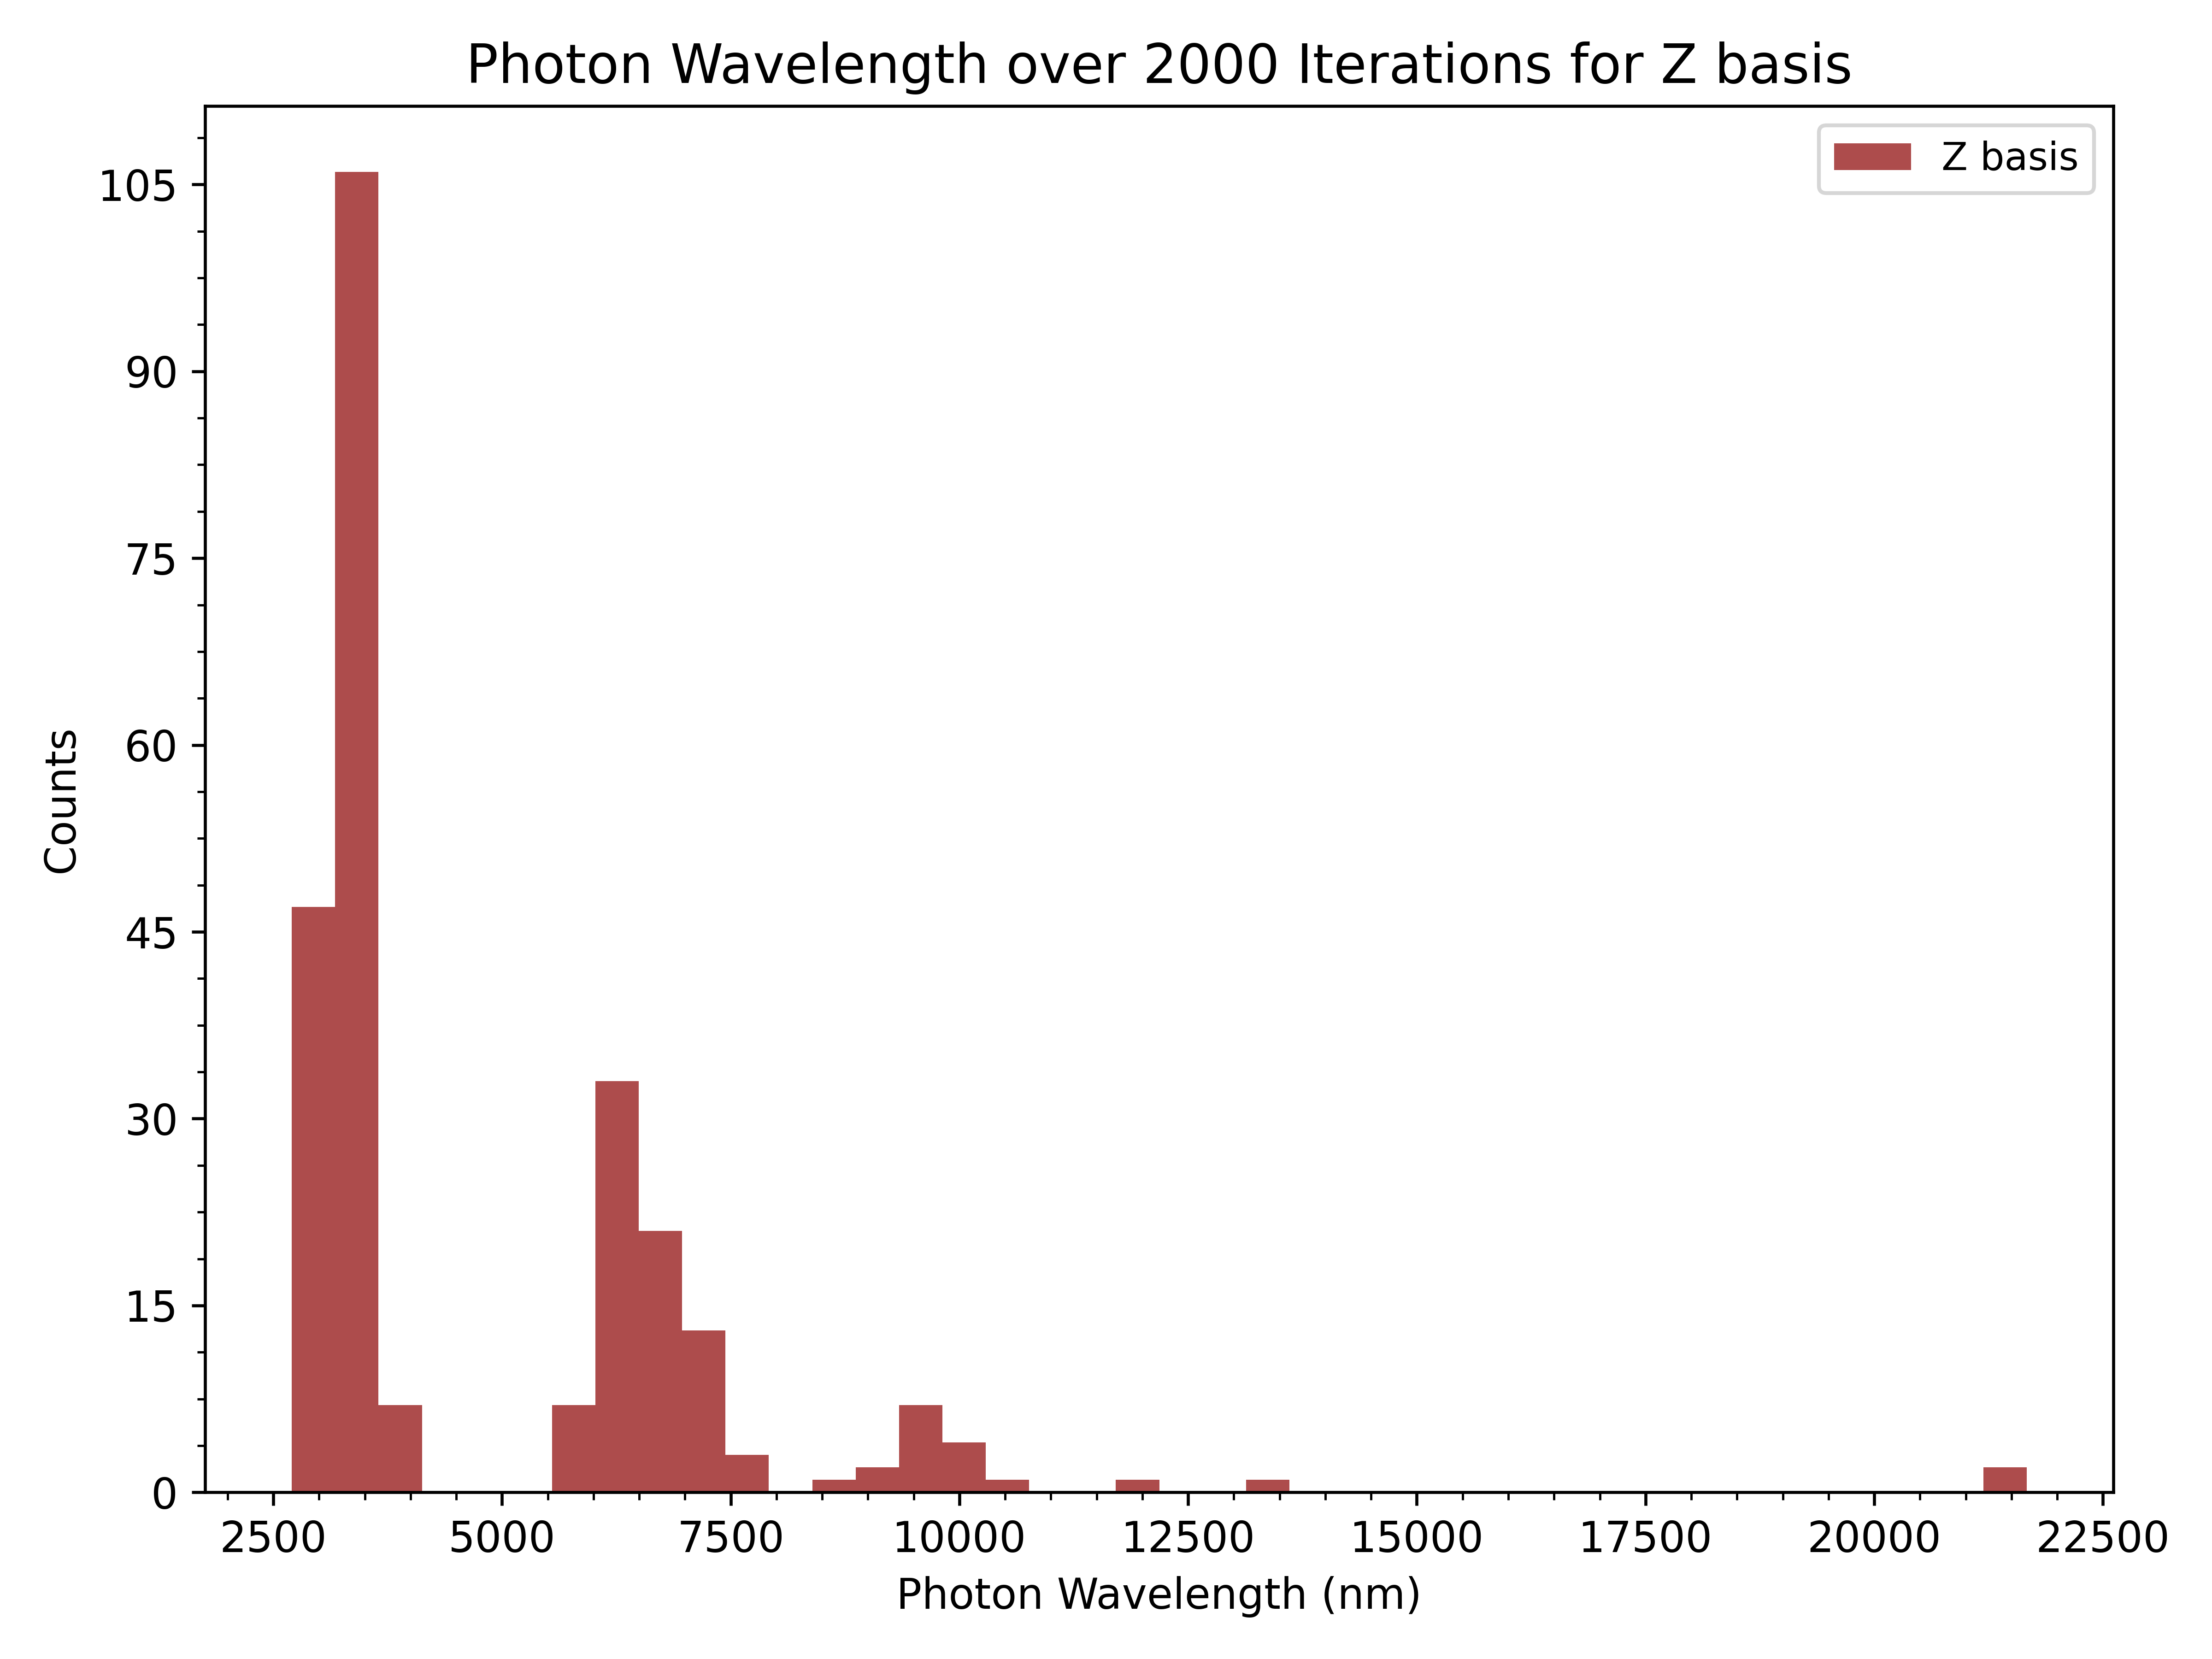 Photon Wavelength over 2000 Iterations for Z basis
Z basis
105
90
75
60
45
30
15
0
Counts
2500 5000 7500 10000 12500 15000 17500 20000 22500
Photon Wavelength (nm)